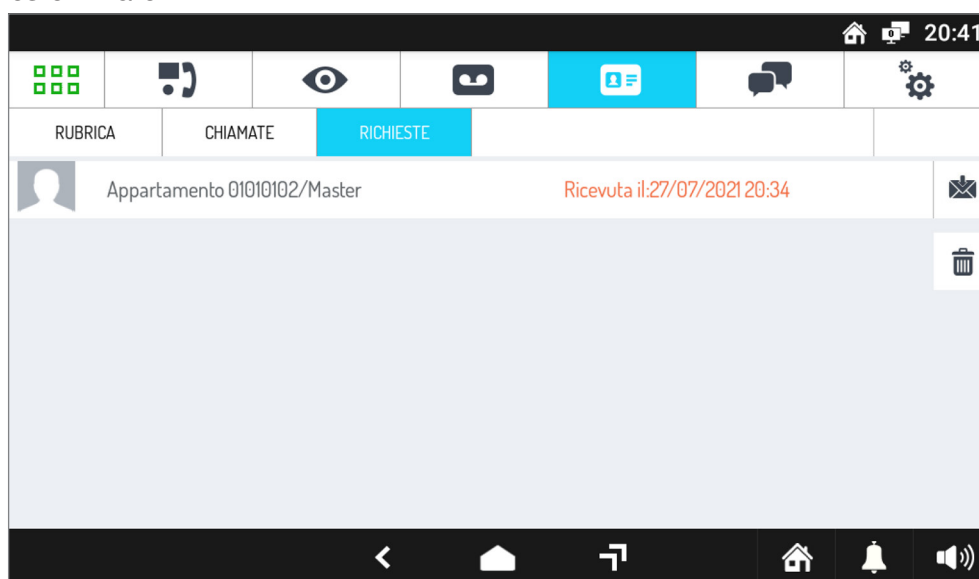 20:41
RUBRICA CHIAMATE RICHIESTE
Appartamento 01010102/Master Ricevuta il:27/07/2021 20:34